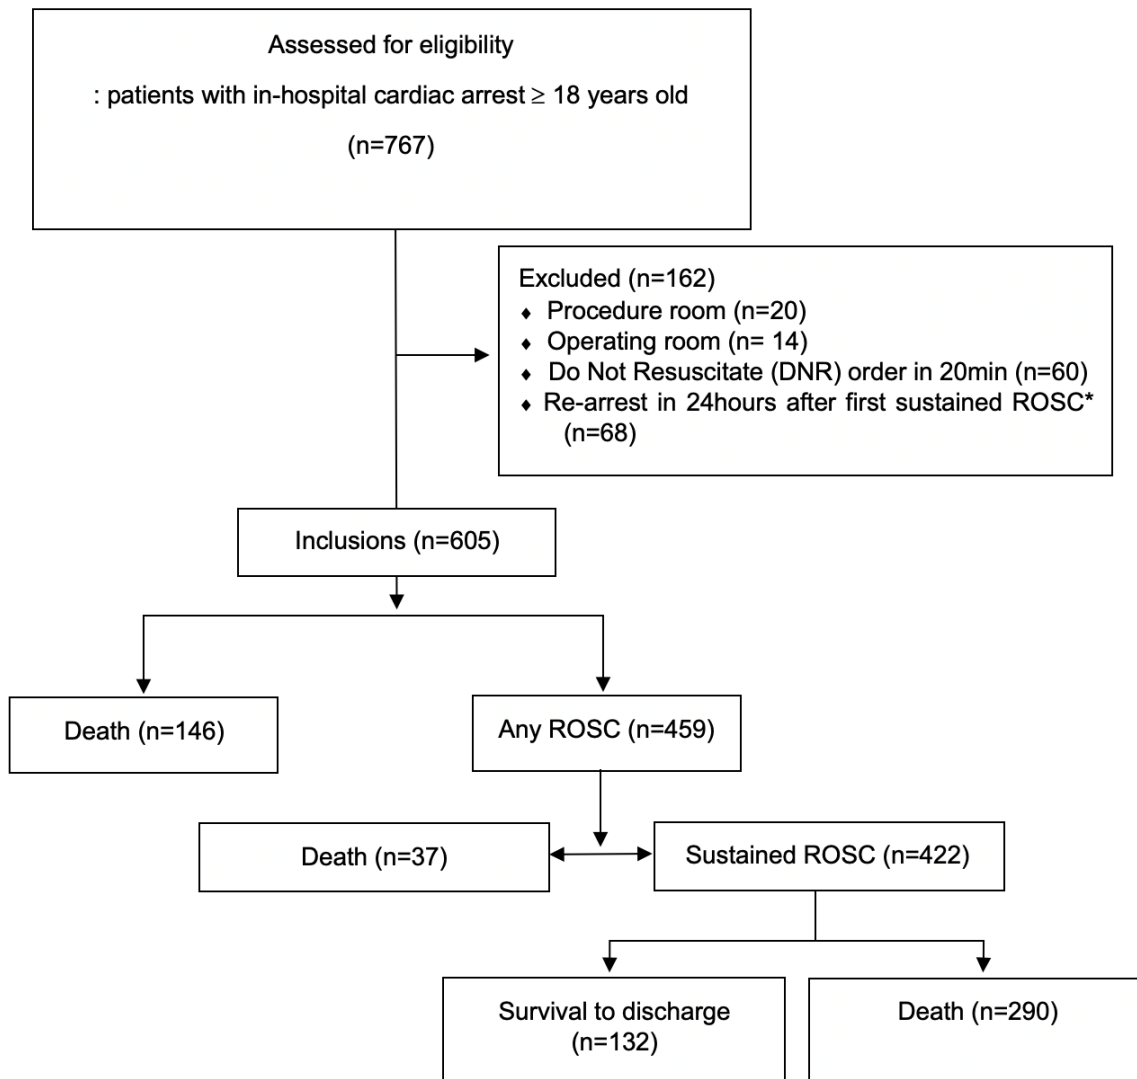 Assessed for eligibility
: patients with in-hospital cardiac arrest ≥ 18 years old
(n=767)
Excluded (n=162)
♦ Procedure room (n=20)
♦ Operating room (n= 14)
♦ Do Not Resuscitate (DNR) order in 20min (n=60)
♦ Re-arrest in 24hours after first sustained ROSC*
(n=68)
Inclusions (n=605)
Death (n=146)
Any ROSC (n=459)
Death (n=37)
Sustained ROSC (n=422)
Survival to discharge
(n=132)
Death (n=290)